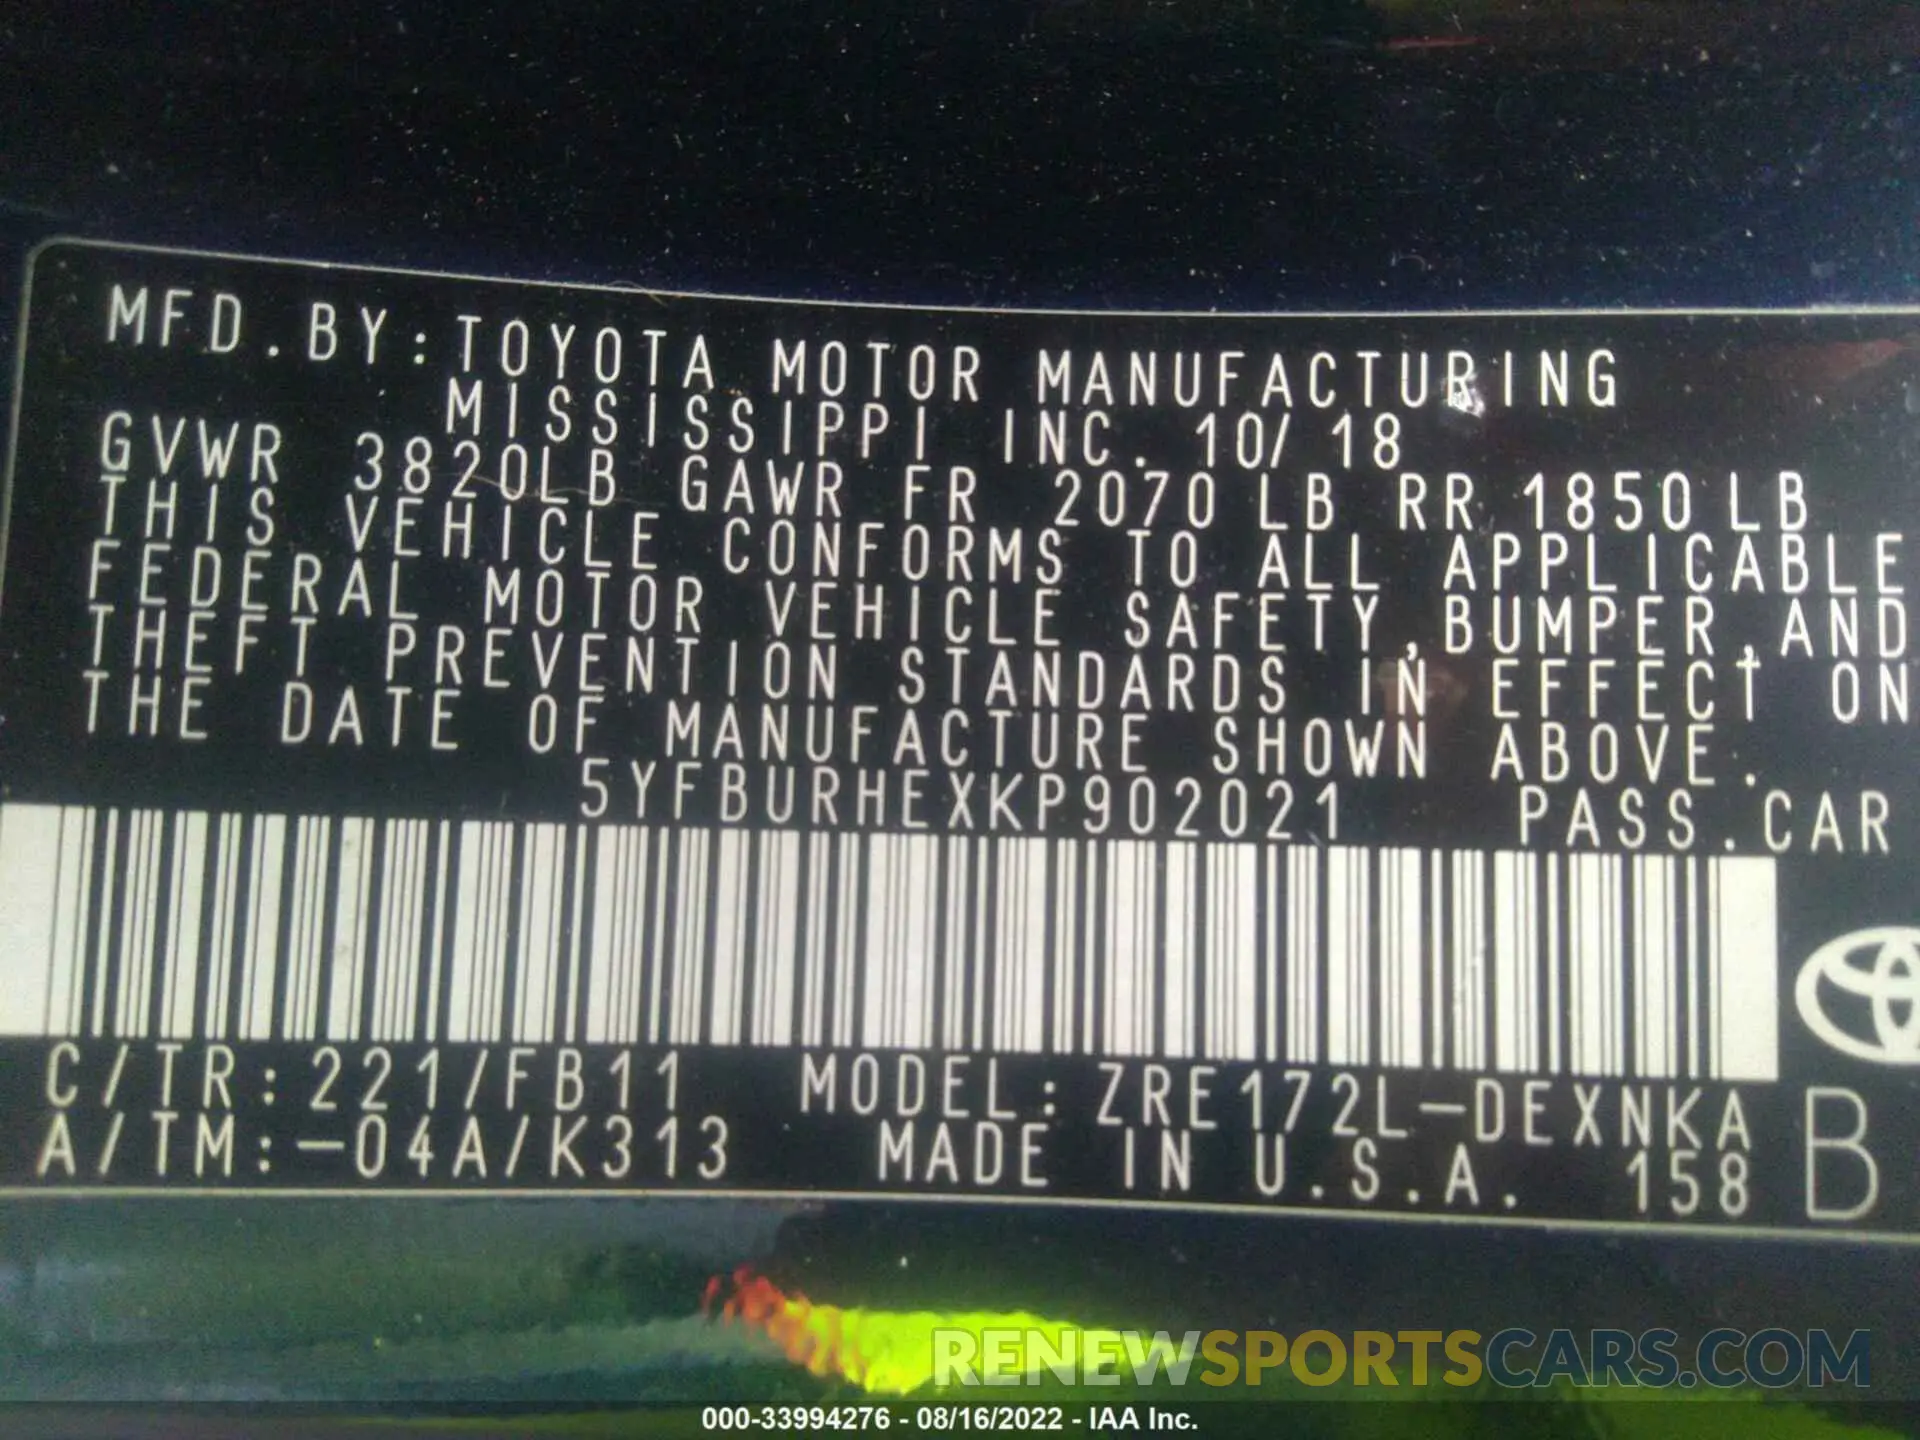 MFD.BY:TOYOTA MOTOR MANUFACTURING
MISSISSIPPI INC. 10/18
GVWR 3820LB GAWR FR 2070LB RR 1850LB
THIS VEHICLE CONFORMS TO ALL APPLICABLE
FEDERAL MOTOR VEHICLE SAFETY,BUMPER,AND
THEFT PREVENTION STANDARDS IN EFFECT ON
THE DATE OF MANUFACTURE SHOWN ABOVE.
5YFBURHEXKP902021 PASS.CAR
C/TR:221/FB11 MODEL:ZRE172L-DEXNKA
A/TM:-04A/K313 MADE IN U.S.A. 158 B
RENEWSPORTSCARS.COM
000-33994276 - 08/16/2022 - IAA Inc.